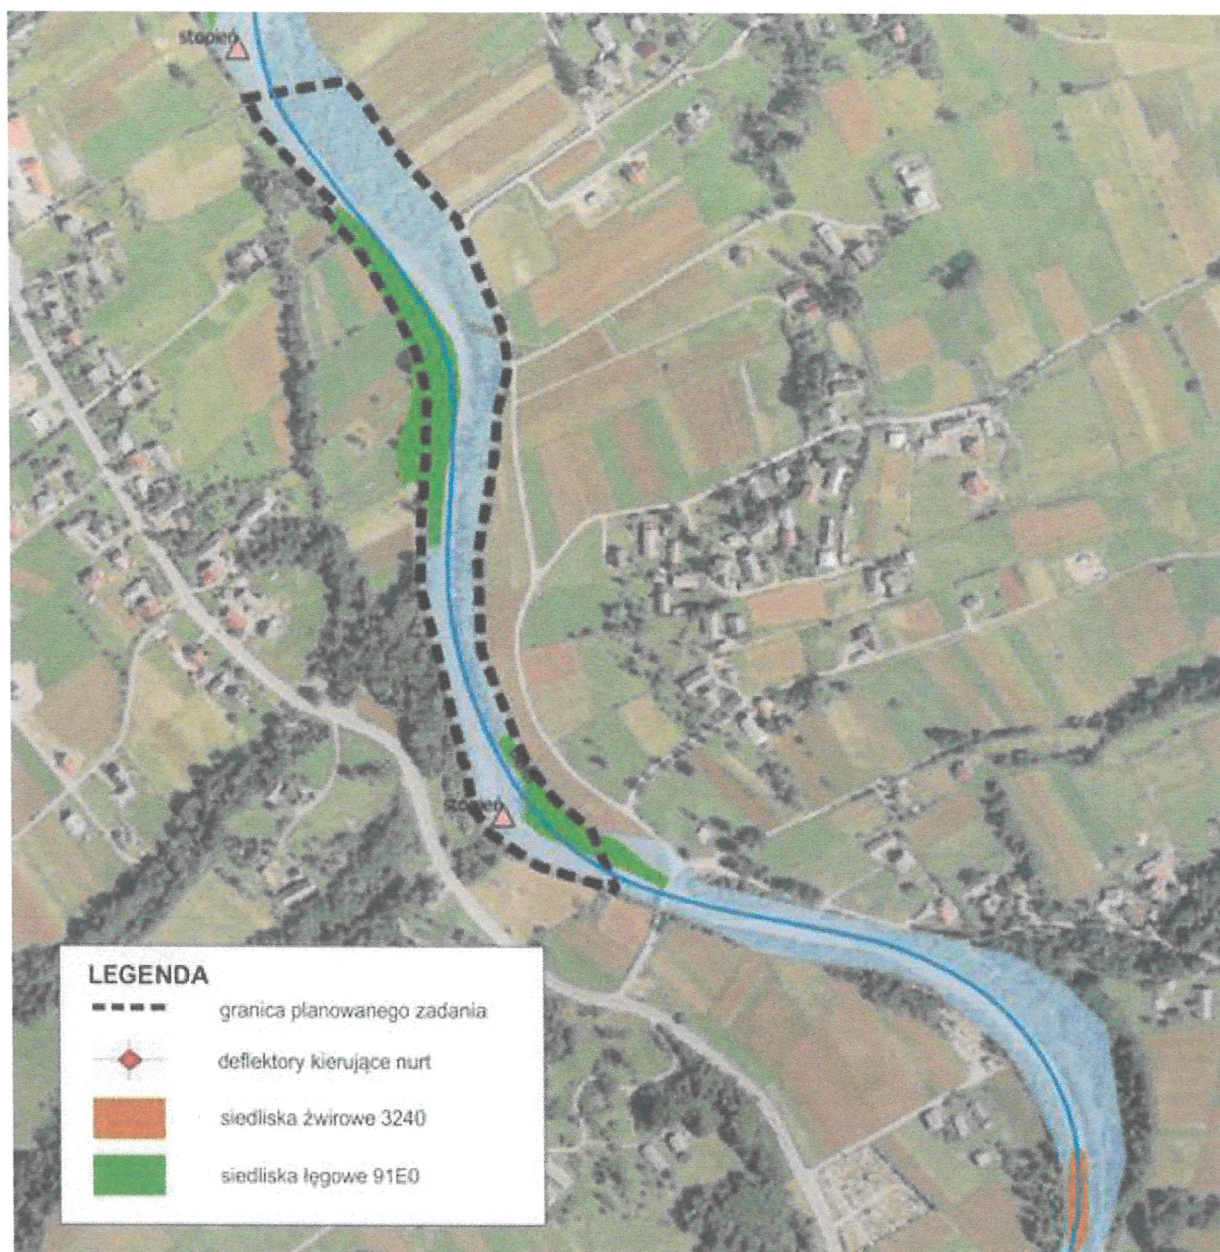 stopień
stopień
LEGENDA
granica planowanego zadania
deflektory kierujące nurt
siedliska żwirowe 3240
siedliska łęgowe 91E0